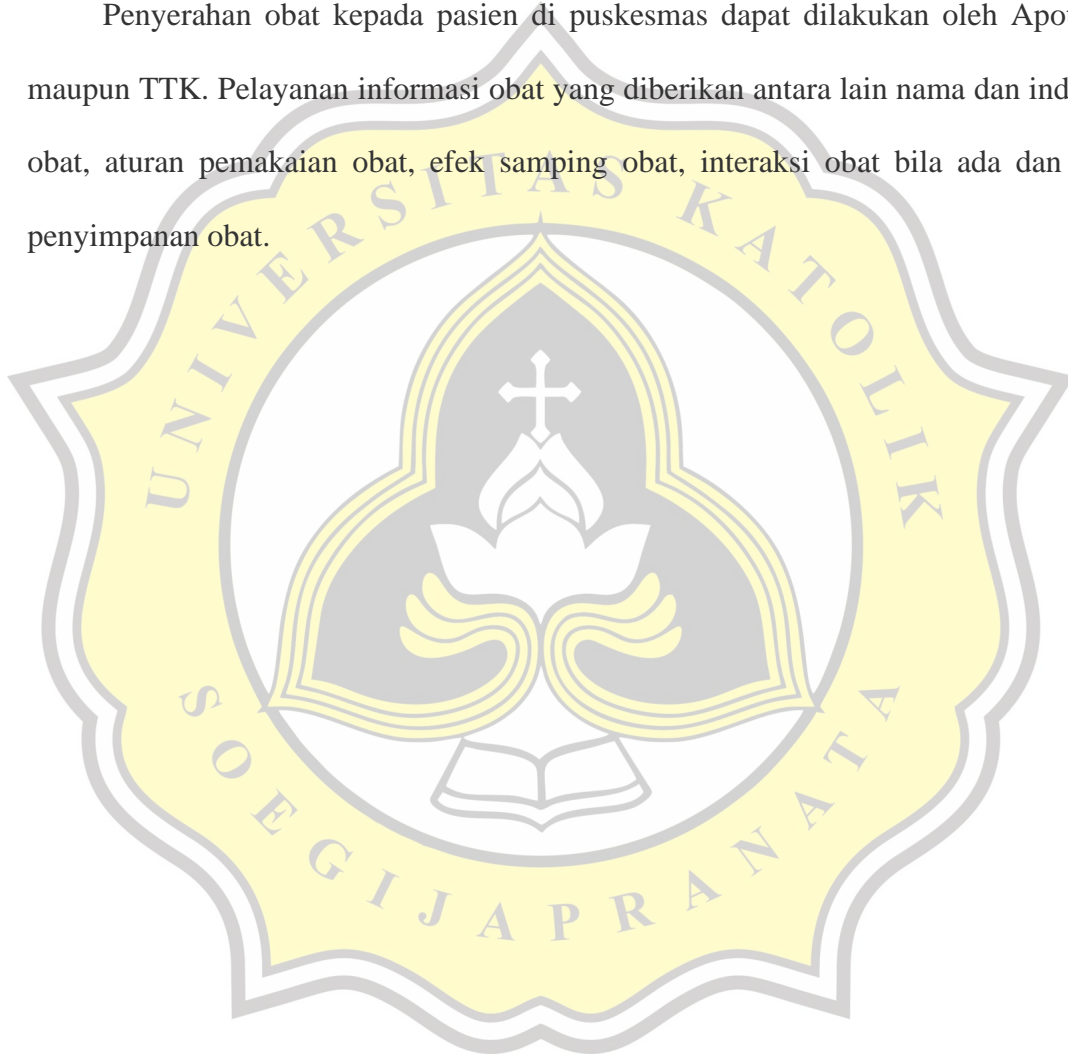 Penyerahan obat kepada pasien di puskesmas dapat dilakukan oleh Apo
maupun TTK. Pelayanan informasi obat yang diberikan antara lain nama dan ind
obat, aturan pemakaian obat, efek samping obat, interaksi obat bila ada dan
penyimpanan obat.
UNIVERSITAS KATOLIK
SOEGIJAPRANATA